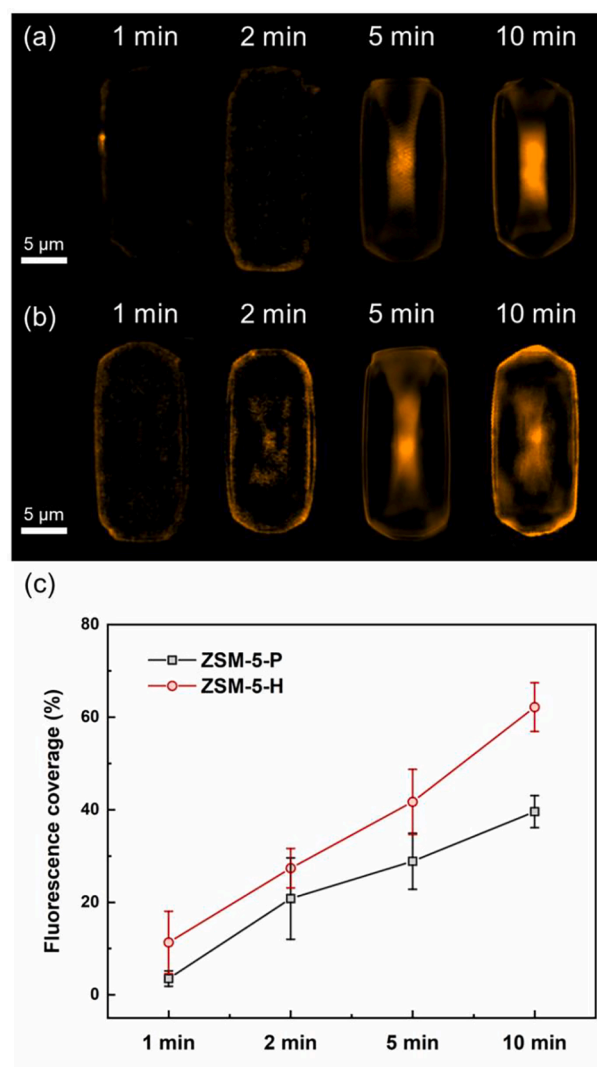 (a) 1 min 2 min 5 min 10 min
5 μm
(b) 1 min 2 min 5 min 10 min
5 μm
(c)
80
60
40
20
0
Fluorescence coverage (%)
ZSM-5-P
ZSM-5-H
1 min 2 min 5 min 10 min